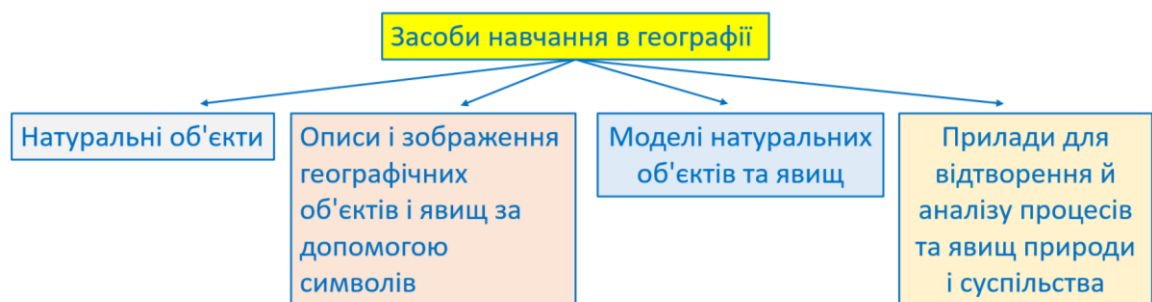 Засоби навчання в географії
Натуральні об'єкти
Описи і зображення
географічних
об'єктів і явищ за
допомогою
символів
Моделі натуральних
об'єктів та явищ
Прилади для
відтворення й
аналізу процесів
та явищ природи
і суспільства